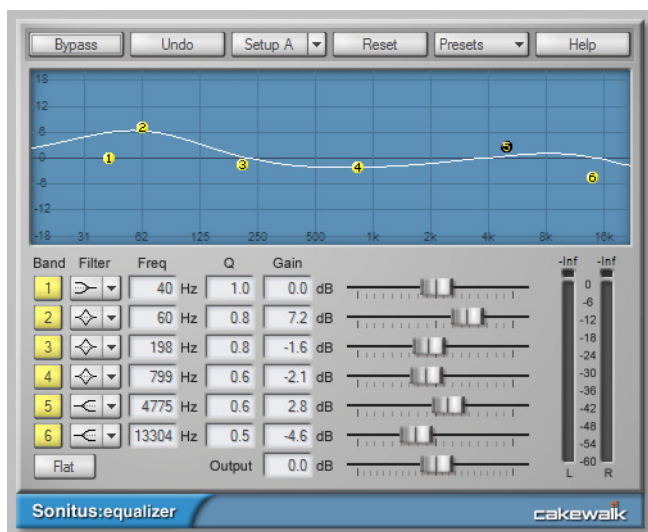 Bypass Undo Setup A Reset Presets Help
18
12
6
0
-6
-12
-18 31 62 125 250 500 1k 2k 4k 8k 16k
1 2 3 4 5 6
Band Filter Freq Q Gain -Inf -Inf
1 40 Hz 1.0 0.0 dB
2 60 Hz 0.8 7.2 dB
3 198 Hz 0.8 -1.6 dB
4 799 Hz 0.6 -2.1 dB
5 4775 Hz 0.6 2.8 dB
6 13304 Hz 0.5 -4.6 dB
Flat Output 0.0 dB
0
-6
-12
-18
-24
-30
-36
-42
-48
-54
-60
L R
Sonitus:equalizer cakewalk